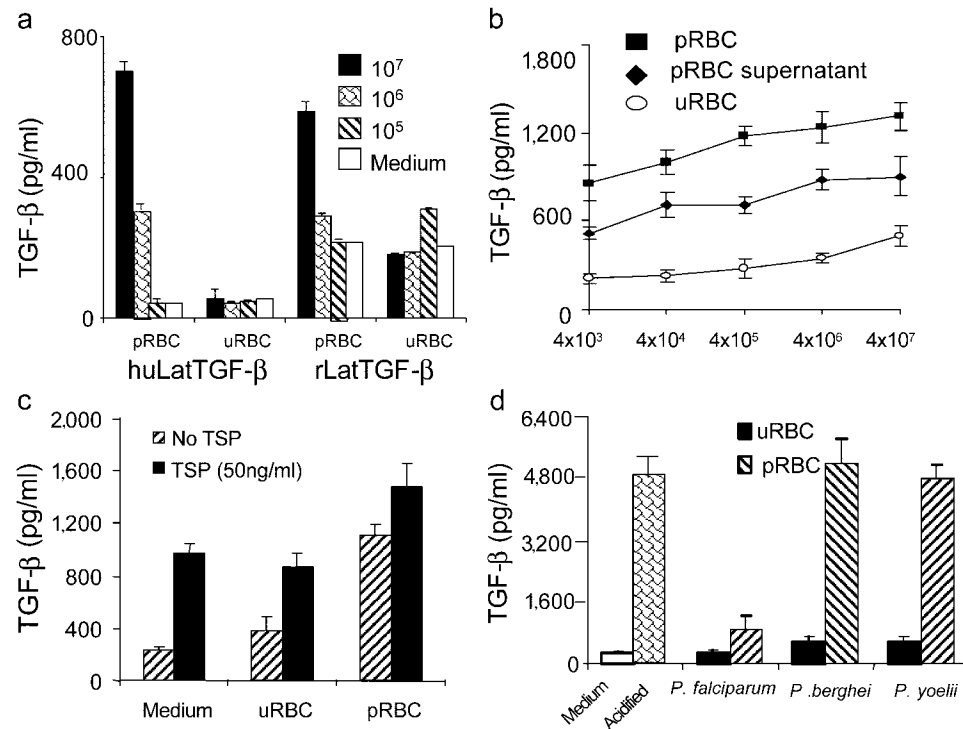 a
800
400
0
TGF-β (pg/ml)
10⁷
10⁶
10⁵
Medium
pRBC uRBC pRBC uRBC
huLatTGF-β rLatTGF-β
b
pRBC
pRBC supernatant
uRBC
1,800
1,200
600
0
TGF-β (pg/ml)
4x10³ 4x10⁴ 4x10⁵ 4x10⁶ 4x10⁷
c
2,000
1,600
1,200
800
400
0
TGF-β (pg/ml)
No TSP
TSP (50ng/ml)
Medium uRBC pRBC
d
6,400
4,800
3,200
1,600
0
TGF-β (pg/ml)
uRBC
pRBC
Medium
Acidified
P. falciparum P .berghei P. yoelii